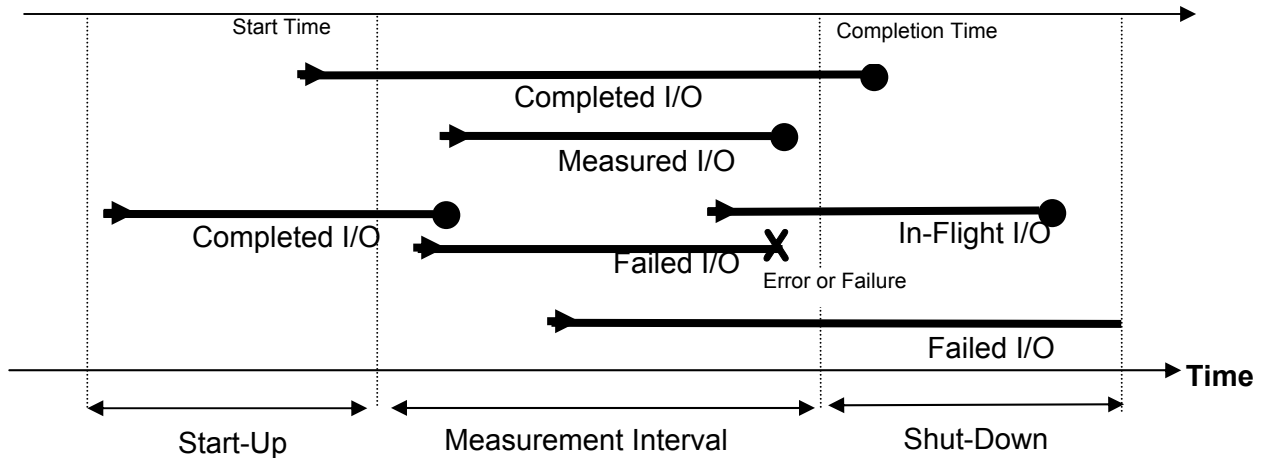 Start Time
Completion Time
Completed I/O
Measured I/O
Completed I/O
In-Flight I/O
Failed I/O
Error or Failure
Failed I/O
Time
Start-Up
Measurement Interval
Shut-Down